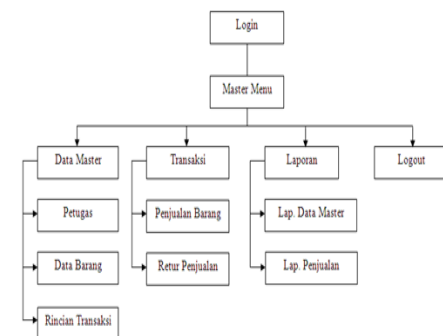 Login
Master Menu
Data Master
Transaksi
Laporan
Logout
Petugas
Penjualan Barang
Lap. Data Master
Data Barang
Retur Penjualan
Lap. Penjualan
Rincian Transaksi